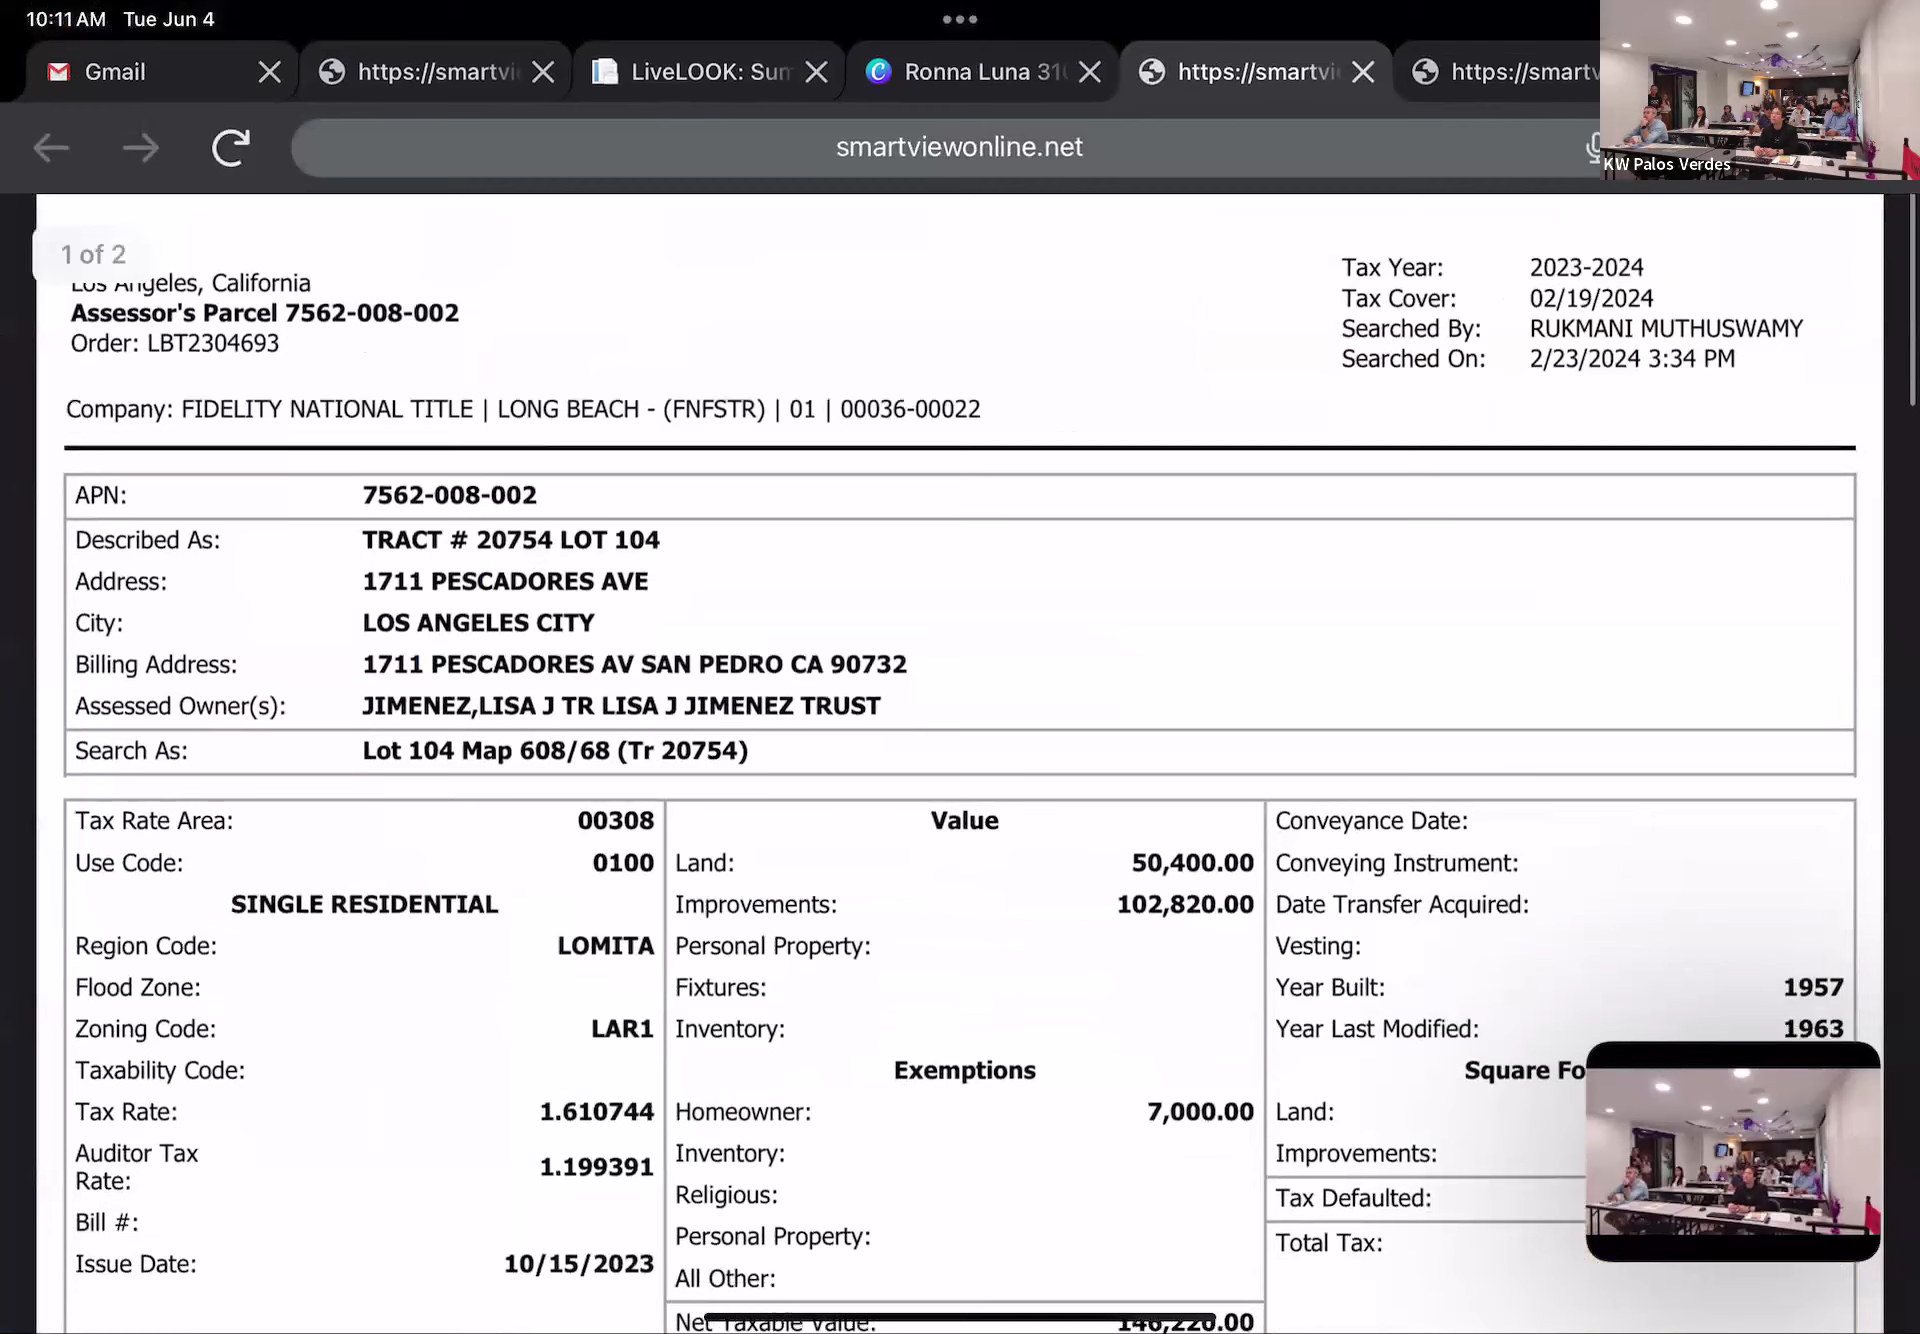 10:11 AM Tue Jun 4
Gmail
https://smartvi
LiveLOOK: Sum
Ronna Luna 310
https://smartvi
https://smartv
smartviewonline.net
KW Palos Verdes
1 of 2
Los Angeles, California
Assessor's Parcel 7562-008-002
Order: LBT2304693
Tax Year: 2023-2024
Tax Cover: 02/19/2024
Searched By: RUKMANI MUTHUSWAMY
Searched On: 2/23/2024 3:34 PM
Company: FIDELITY NATIONAL TITLE | LONG BEACH - (FNFSTR) | 01 | 00036-00022
APN: 7562-008-002
Described As: TRACT # 20754 LOT 104
Address: 1711 PESCADORES AVE
City: LOS ANGELES CITY
Billing Address: 1711 PESCADORES AV SAN PEDRO CA 90732
Assessed Owner(s): JIMENEZ,LISA J TR LISA J JIMENEZ TRUST
Search As: Lot 104 Map 608/68 (Tr 20754)
Tax Rate Area: 00308
Use Code: 0100
SINGLE RESIDENTIAL
Region Code: LOMITA
Flood Zone:
Zoning Code: LAR1
Taxability Code:
Tax Rate: 1.610744
Auditor Tax
Rate: 1.199391
Bill #:
Issue Date: 10/15/2023
Value
Land: 50,400.00
Improvements: 102,820.00
Personal Property:
Fixtures:
Inventory:
Exemptions
Homeowner: 7,000.00
Inventory:
Religious:
Personal Property:
All Other:
Net Taxable Value: 146,220.00
Conveyance Date:
Conveying Instrument:
Date Transfer Acquired:
Vesting:
Year Built: 1957
Year Last Modified: 1963
Square Fo
Land:
Improvements:
Tax Defaulted:
Total Tax: